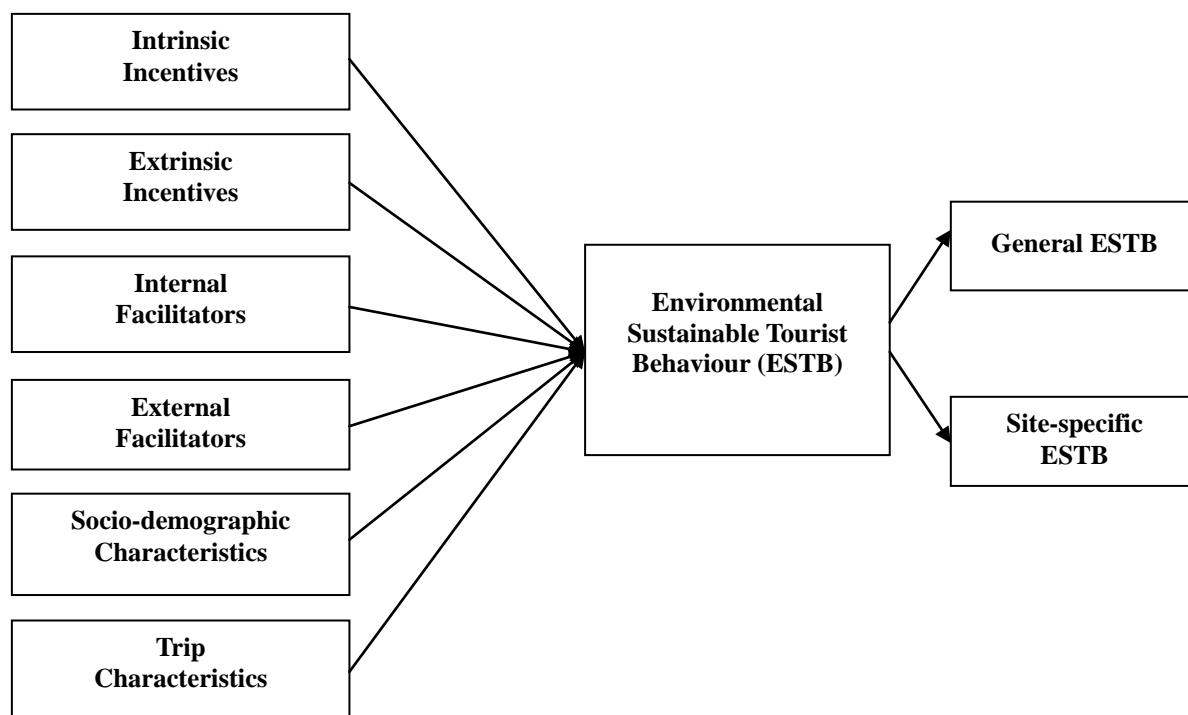 Intrinsic
Incentives
Extrinsic
Incentives
Internal
Facilitators
External
Facilitators
Socio-demographic
Characteristics
Trip
Characteristics
Environmental
Sustainable Tourist
Behaviour (ESTB)
General ESTB
Site-specific
ESTB